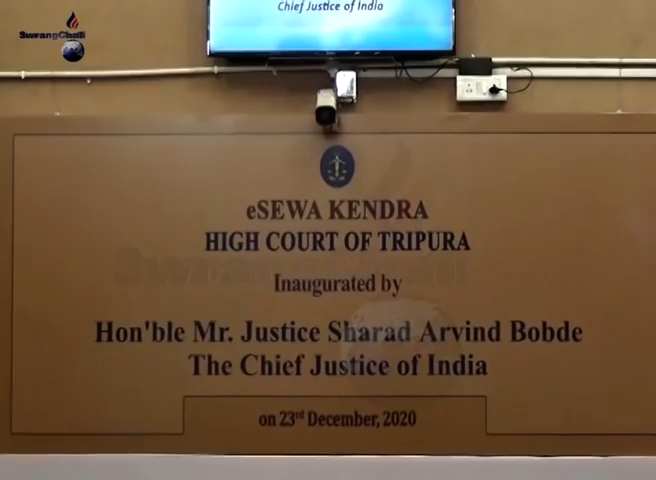 Chief Justice of India
SwrangChati
eSEWA KENDRA
HIGH COURT OF TRIPURA
Inaugurated by
Hon'ble Mr. Justice Sharad Arvind Bobde
The Chief Justice of India
on 23rd December, 2020